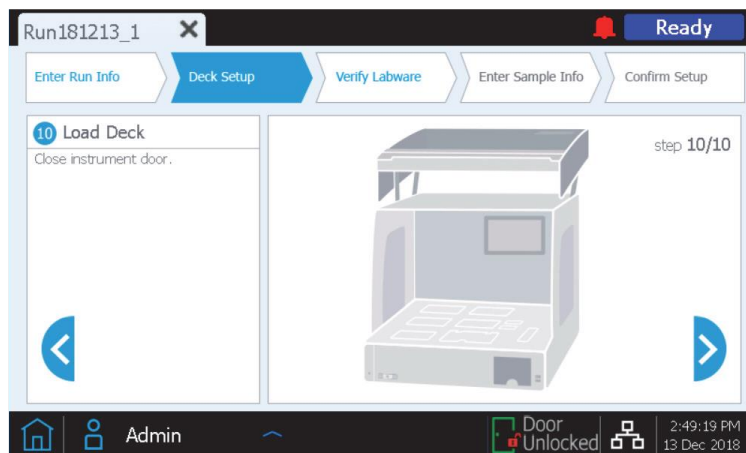 Run181213_1
Ready
Enter Run Info
Deck Setup
Verify Labware
Enter Sample Info
Confirm Setup
10 Load Deck
Close instrument door.
step 10/10
Admin
Door
Unlocked
2:49:19 PM
13 Dec 2018